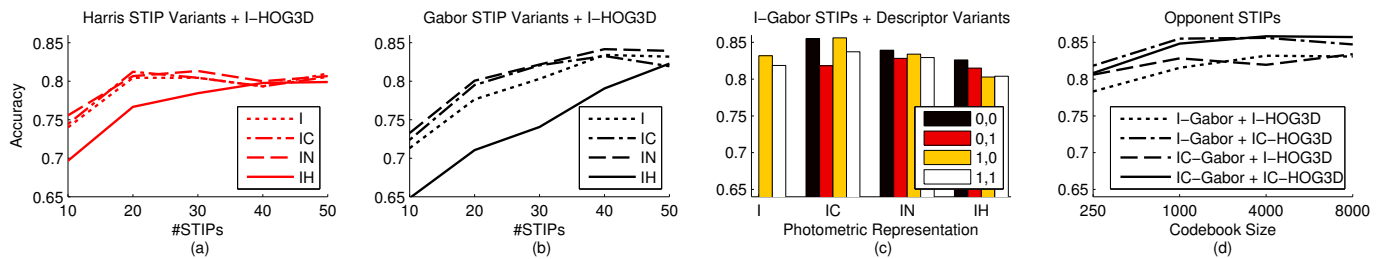 Harris STIP Variants + I−HOG3D
Accuracy
0.85
0.8
0.75
0.7
0.65
10 20 30 40 50
#STIPs
(a)
I
IC
IN
IH
Gabor STIP Variants + I−HOG3D
0.85
0.8
0.75
0.7
0.65
10 20 30 40 50
#STIPs
(b)
I
IC
IN
IH
I−Gabor STIPs + Descriptor Variants
0.85
0.8
0.75
0.7
0.65
I IC IN IH
Photometric Representation
(c)
0,0
0,1
1,0
1,1
Opponent STIPs
0.85
0.8
0.75
0.7
0.65
250 1000 4000 8000
Codebook Size
(d)
I−Gabor + I−HOG3D
I−Gabor + IC−HOG3D
IC−Gabor + I−HOG3D
IC−Gabor + IC−HOG3D